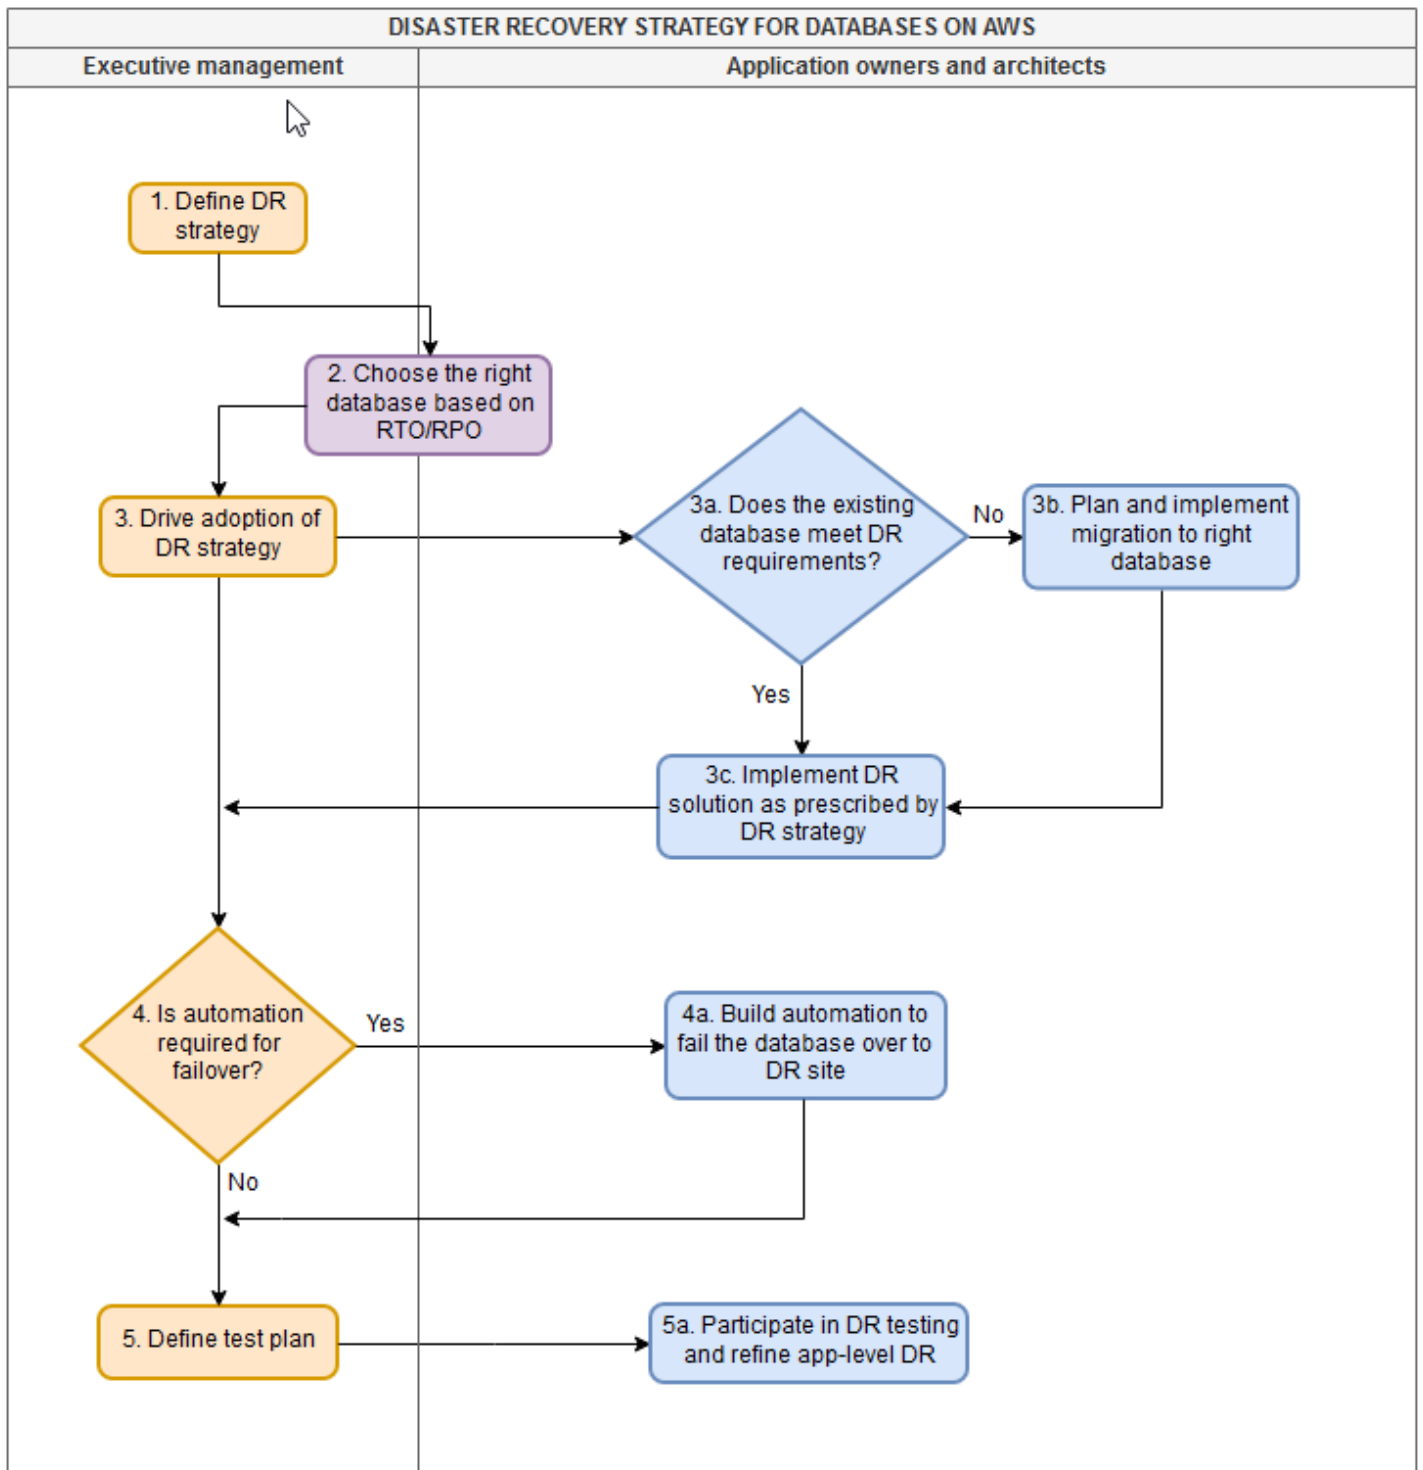 DISASTER RECOVERY STRATEGY FOR DATABASES ON AWS
Executive management
Application owners and architects
1. Define DR
strategy
2. Choose the right
database based on
RTO/RPO
3. Drive adoption of
DR strategy
3a. Does the existing
database meet DR
requirements?
No
3b. Plan and implement
migration to right
database
Yes
3c. Implement DR
solution as prescribed by
DR strategy
4. Is automation
required for
failover?
Yes
4a. Build automation to
fail the database over to
DR site
No
5. Define test plan
5a. Participate in DR testing
and refine app-level DR